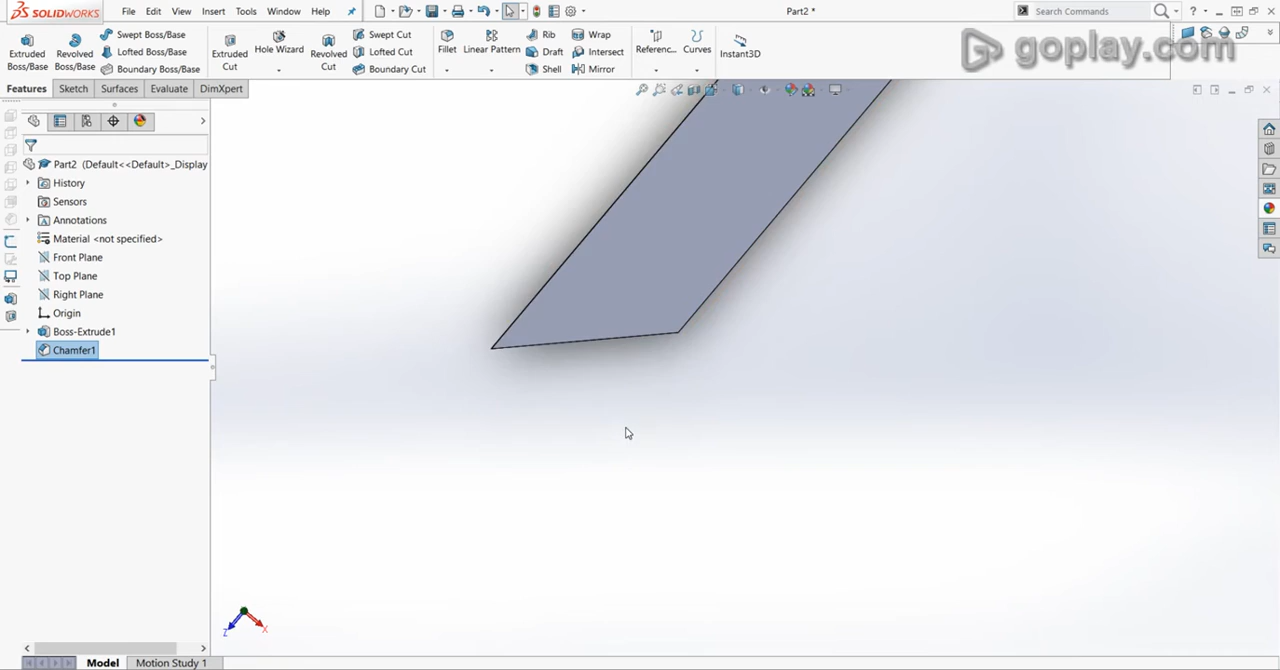 SOLIDWORKS File Edit View Insert Tools Window Help Part2 * Search Commands ?
goplay.com
Extruded Boss/Base
Revolved Boss/Base
Swept Boss/Base
Lofted Boss/Base
Boundary Boss/Base
Extruded Cut
Hole Wizard
Revolved Cut
Swept Cut
Lofted Cut
Boundary Cut
Fillet
Linear Pattern
Rib
Draft
Shell
Wrap
Intersect
Mirror
Referenc...
Curves
Instant3D
Features Sketch Surfaces Evaluate DimXpert
Part2 (Default<<Default>_Display
History
Sensors
Annotations
Material <not specified>
Front Plane
Top Plane
Right Plane
Origin
Boss-Extrude1
Chamfer1
Z X
Model Motion Study 1